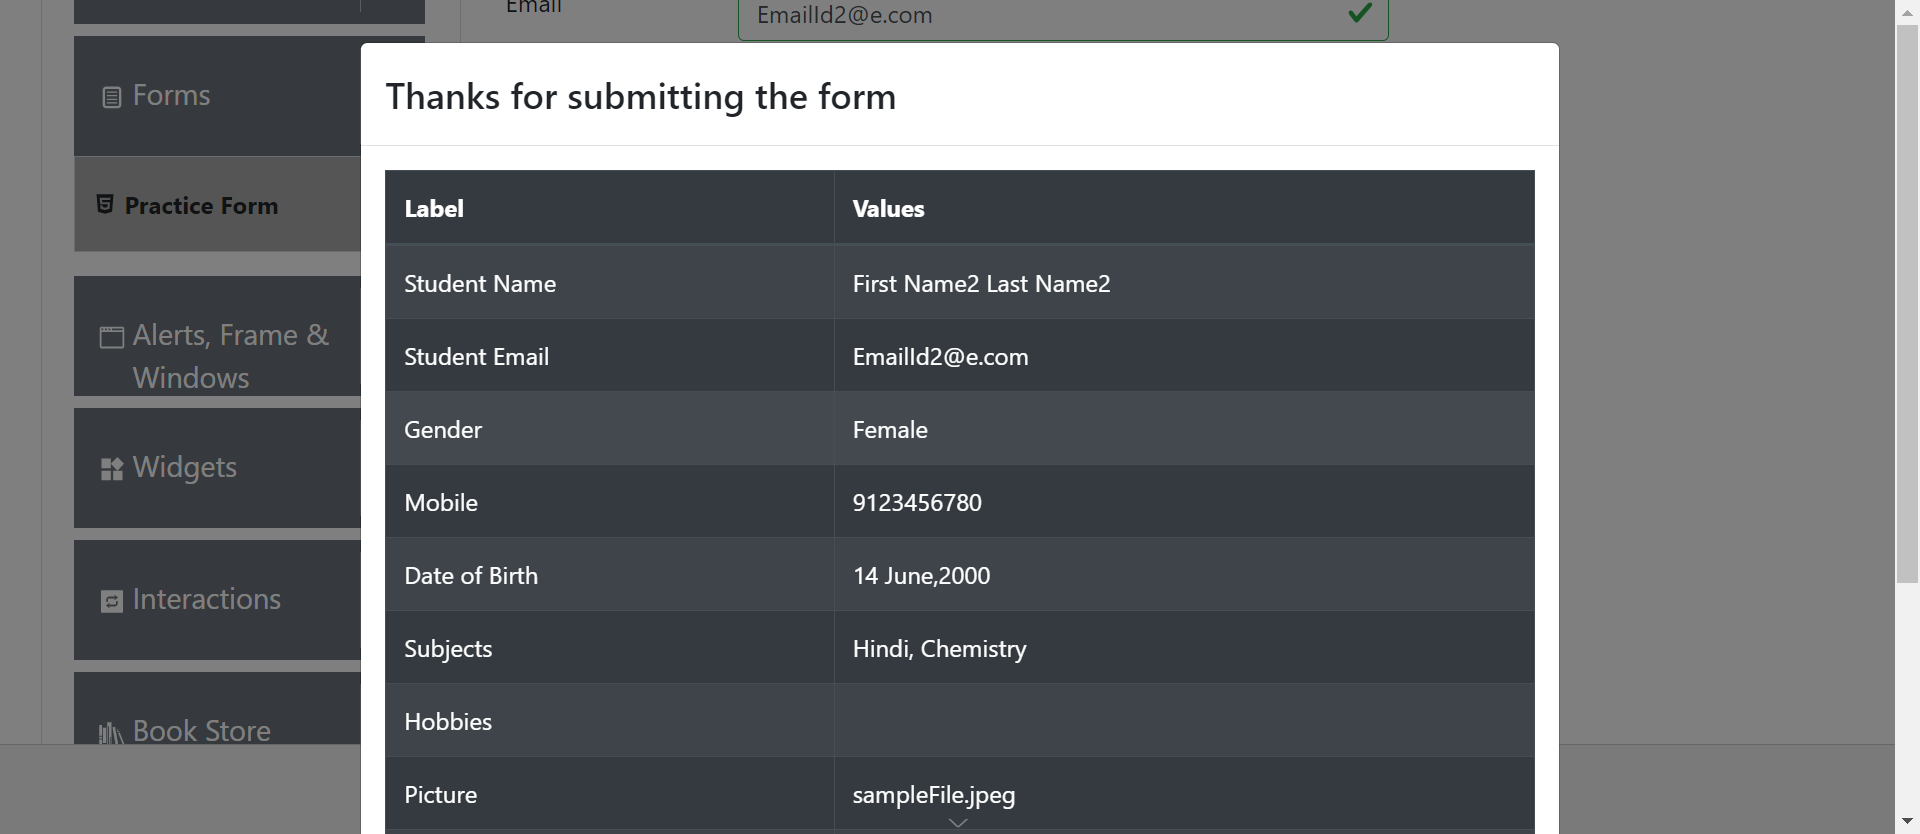 Email
EmailId2@e.com
Forms
Practice Form
Alerts, Frame &
Windows
Widgets
Interactions
Book Store
Thanks for submitting the form
Label Values
Student Name First Name2 Last Name2
Student Email EmailId2@e.com
Gender Female
Mobile 9123456780
Date of Birth 14 June,2000
Subjects Hindi, Chemistry
Hobbies
Picture sampleFile.jpeg